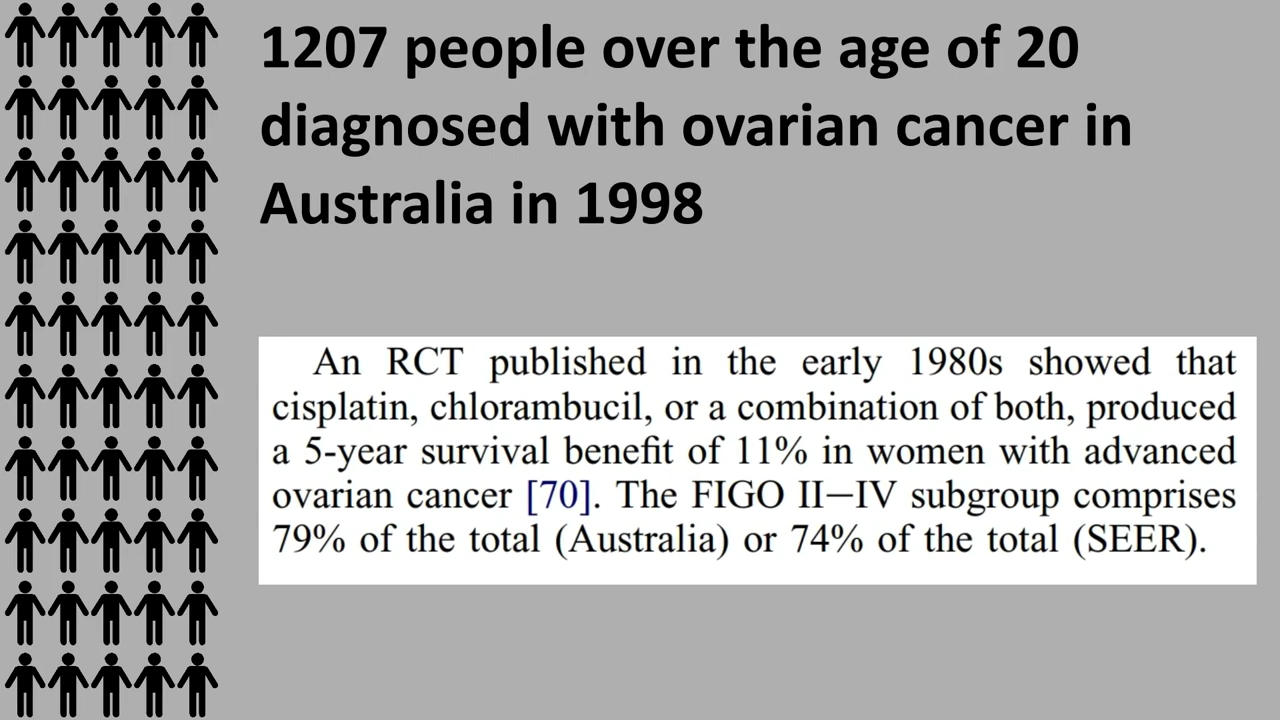 1207 people over the age of 20
diagnosed with ovarian cancer in
Australia in 1998
An RCT published in the early 1980s showed that
cisplatin, chlorambucil, or a combination of both, produced
a 5-year survival benefit of 11% in women with advanced
ovarian cancer [70]. The FIGO II—IV subgroup comprises
79% of the total (Australia) or 74% of the total (SEER).